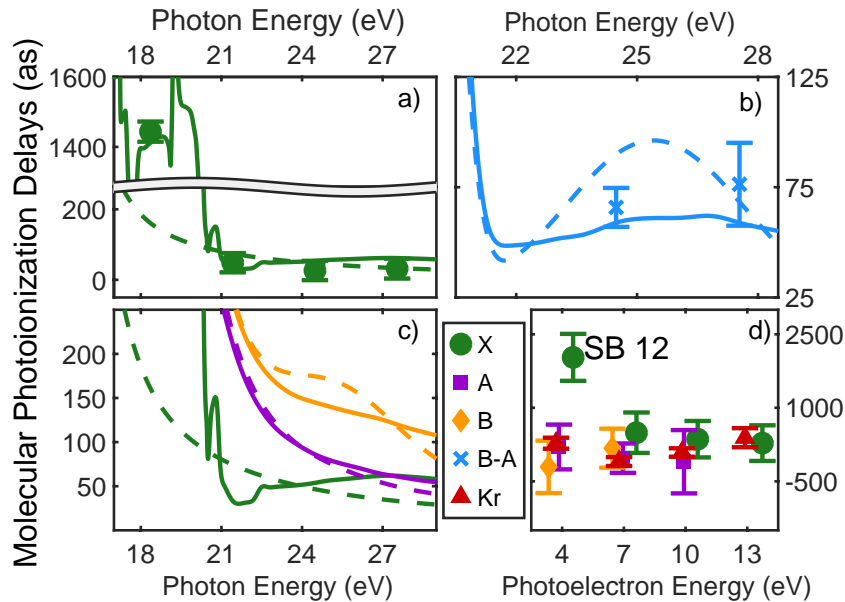 Photon Energy (eV)
Photon Energy (eV)
18 21 24 27
22 25 28
Molecular Photoionization Delays (as)
1600
1400
200
0
a)
b)
125
75
25
200
150
100
50
c)
X
A
B
B-A
Kr
SB 12
d)
2500
1000
-500
18 21 24 27
4 7 10 13
Photon Energy (eV)
Photoelectron Energy (eV)